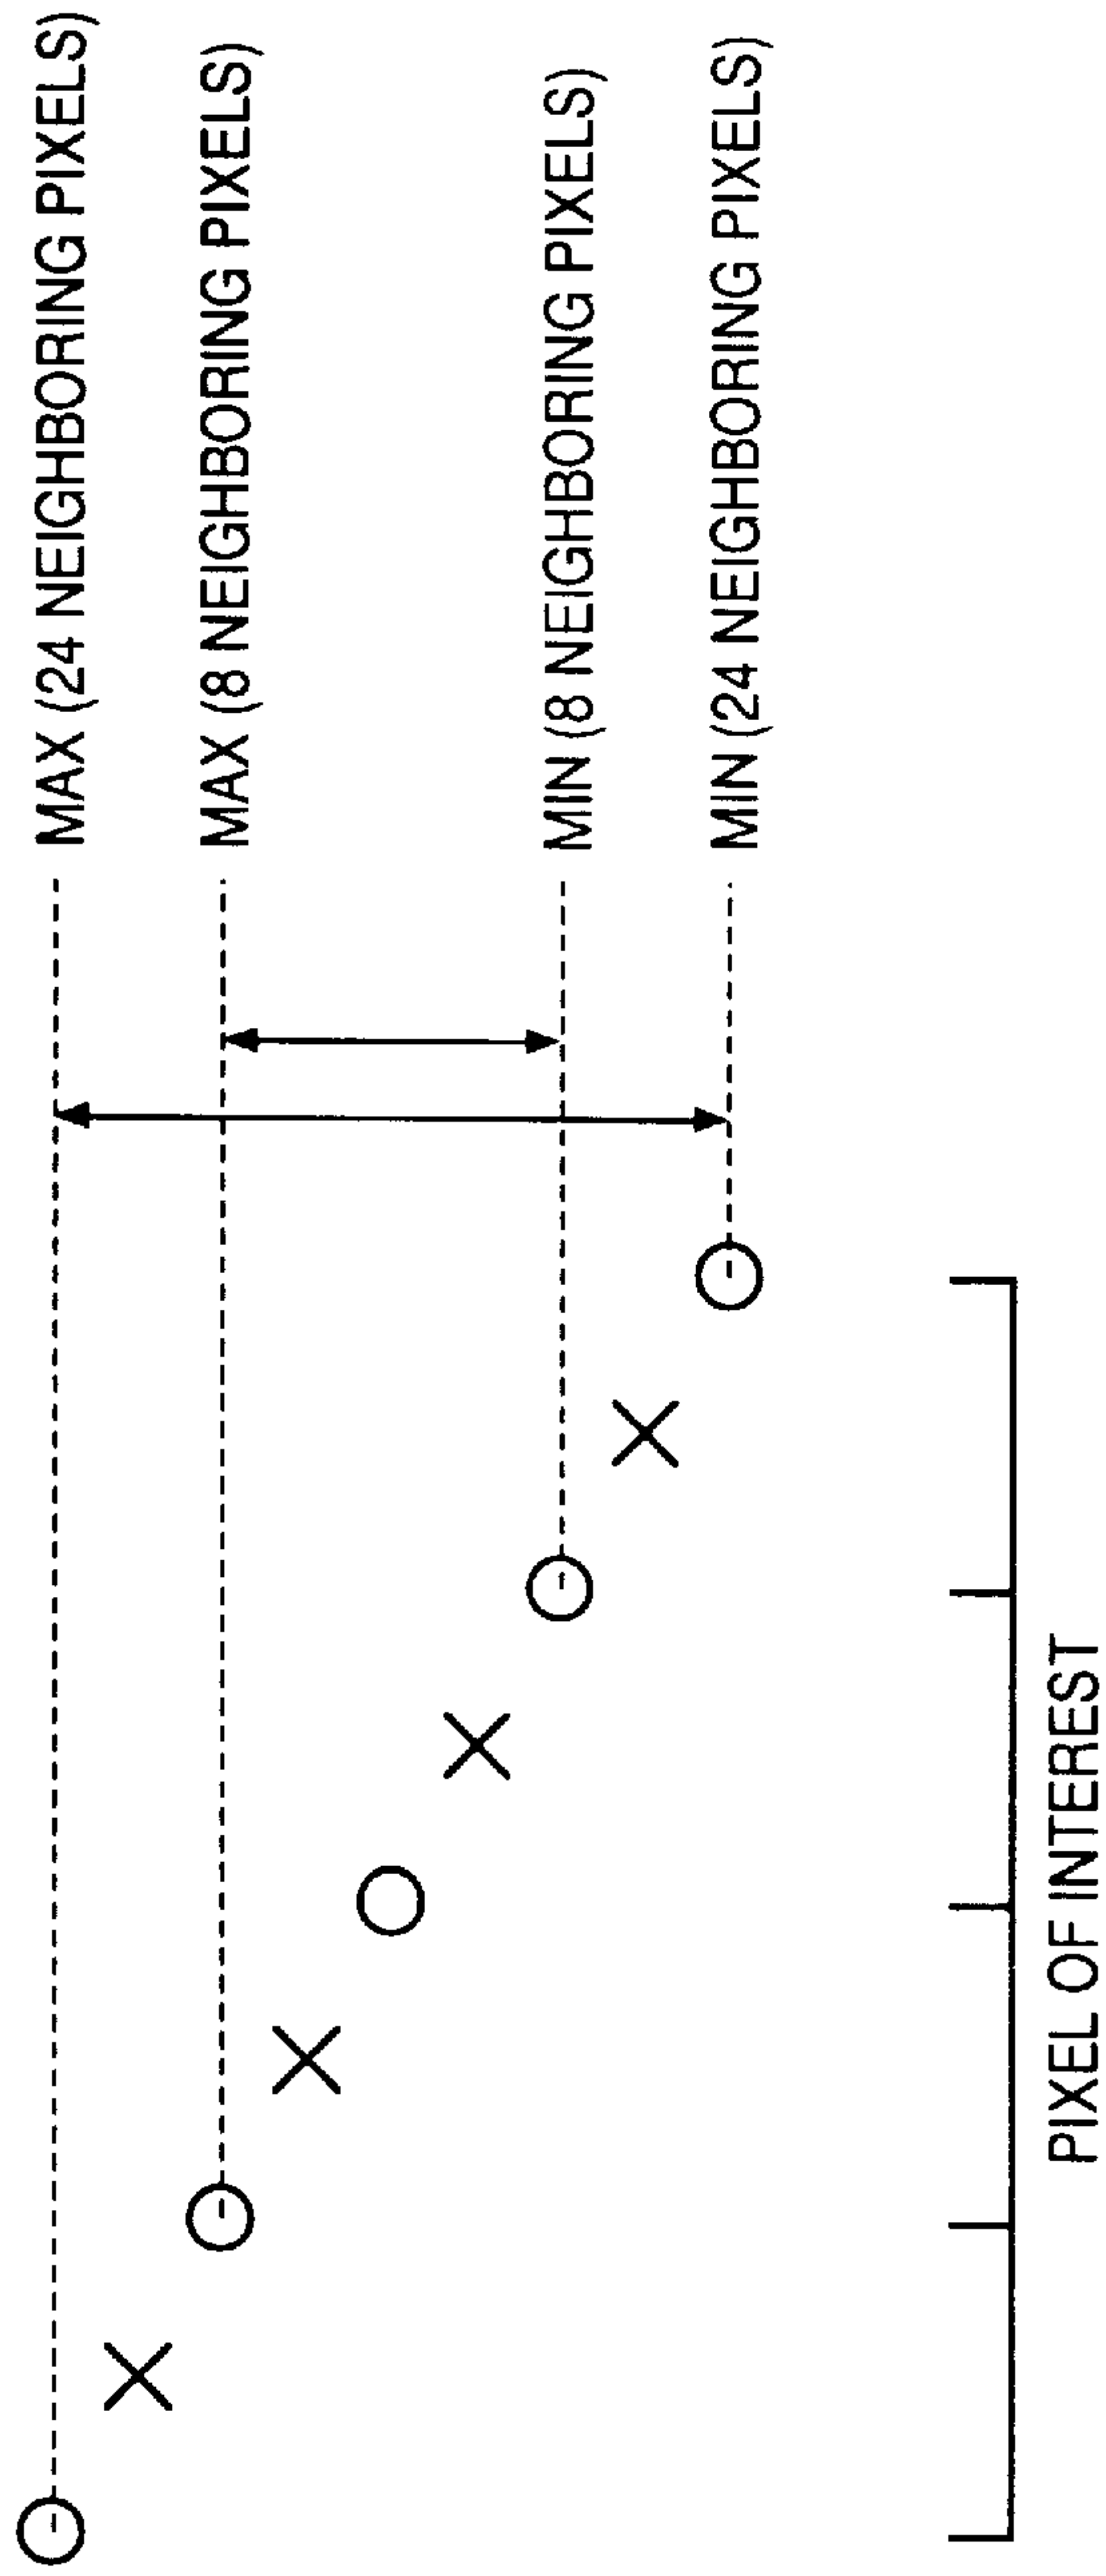 MAX (24 NEIGHBORING PIXELS)
MAX (8 NEIGHBORING PIXELS)
MIN (8 NEIGHBORING PIXELS)
MIN (24 NEIGHBORING PIXELS)
PIXEL OF INTEREST